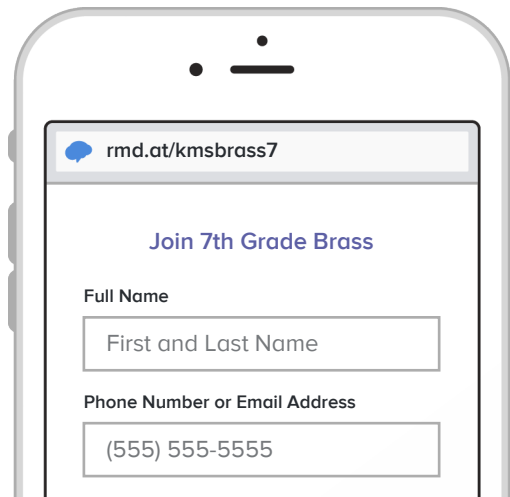 rmd.at/kmsbrass7
Join 7th Grade Brass
Full Name
First and Last Name
Phone Number or Email Address
(555) 555-5555